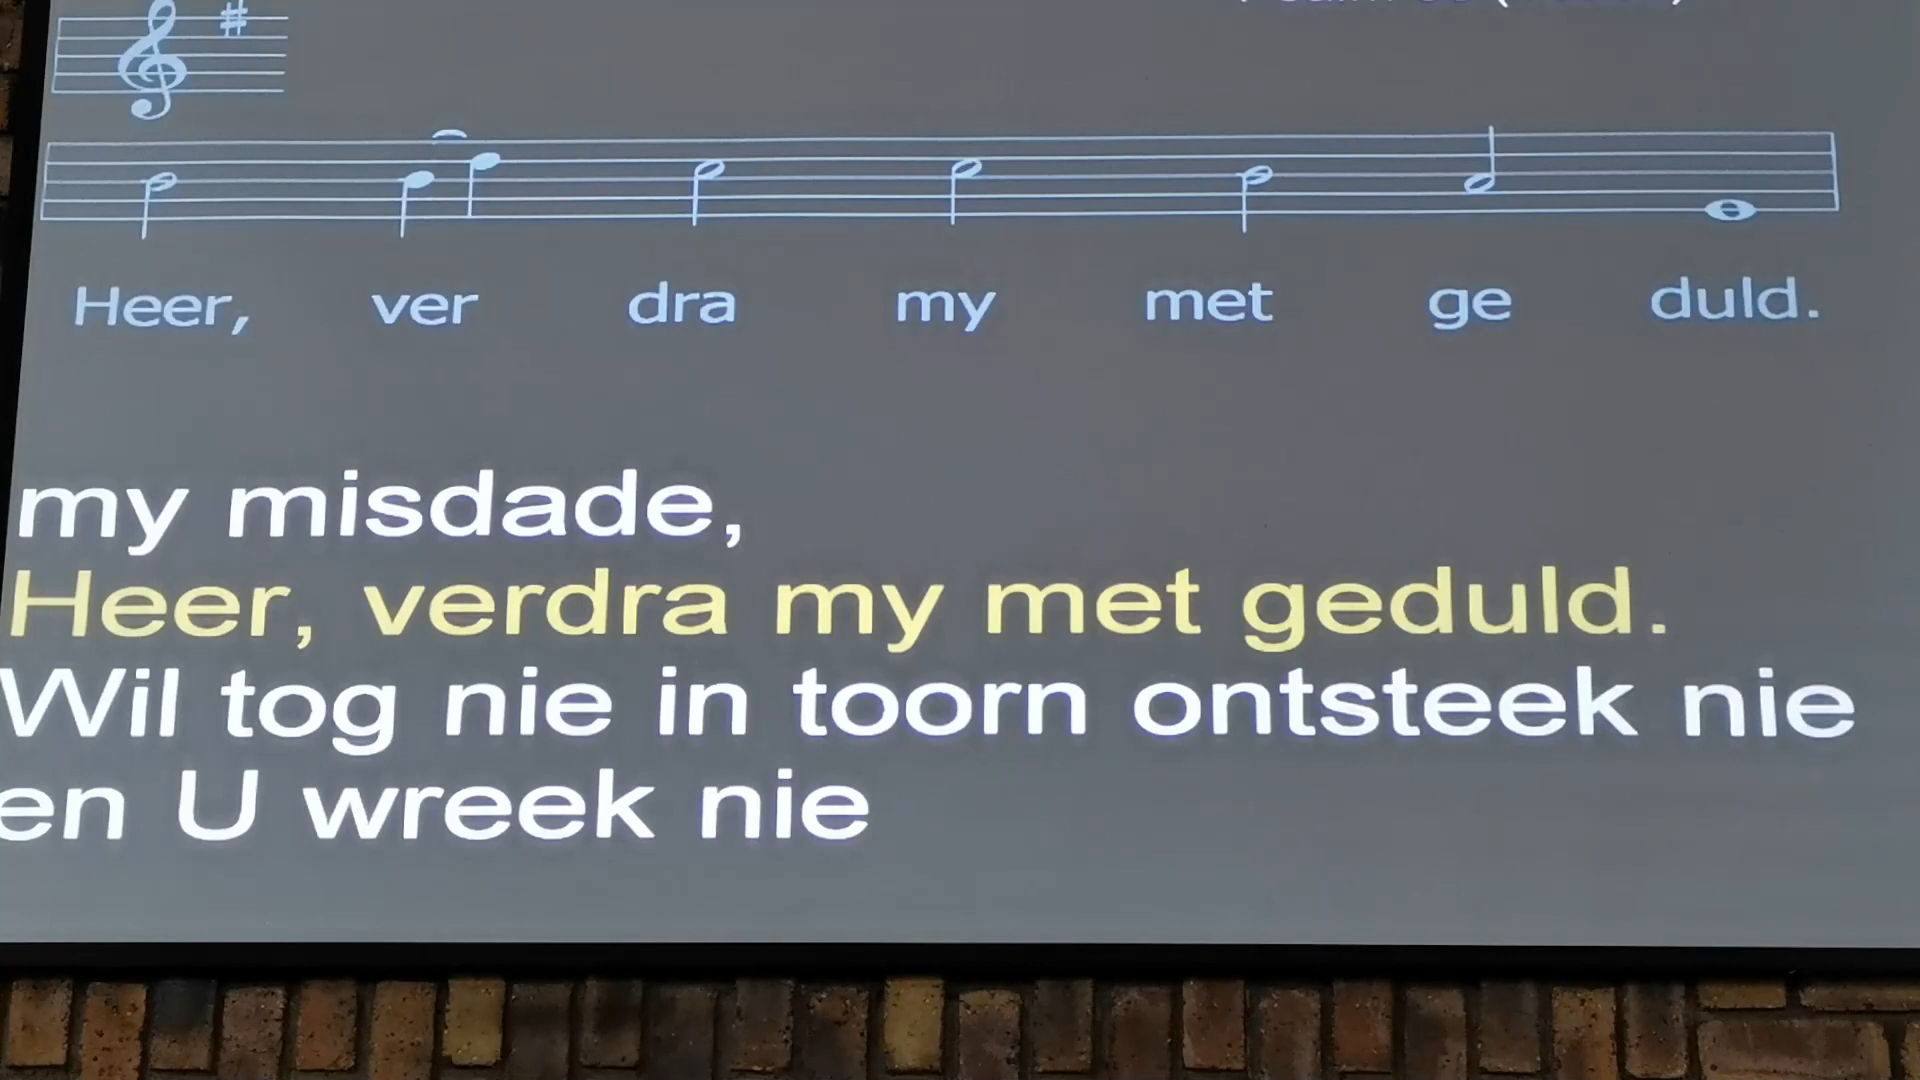 Heer, ver dra my met ge duld.
my misdade,
Heer, verdra my met geduld.
Wil tog nie in toorn ontsteek nie
en U wreek nie